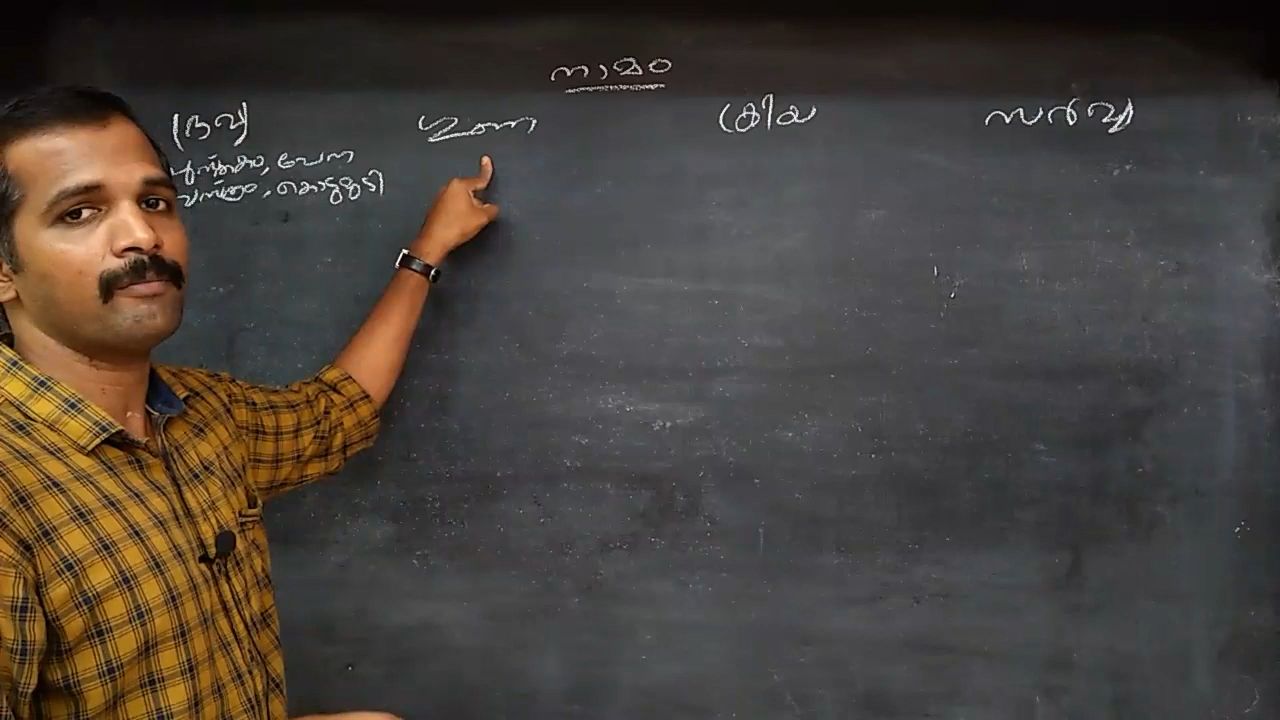 നാമം
ദ്രവ്യ
ഗുണ
ക്രിയ
സർവ്വ
പുസ്തകം, പേന
വസ്ത്രം, കൊടുമുടി